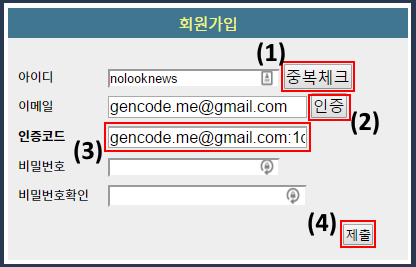 회원가입
(1)
아이디 nolooknews 중복체크
이메일 gencode.me@gmail.com 인증
(2)
인증코드 gencode.me@gmail.com:1c
(3)
비밀번호
비밀번호확인
(4)
제출